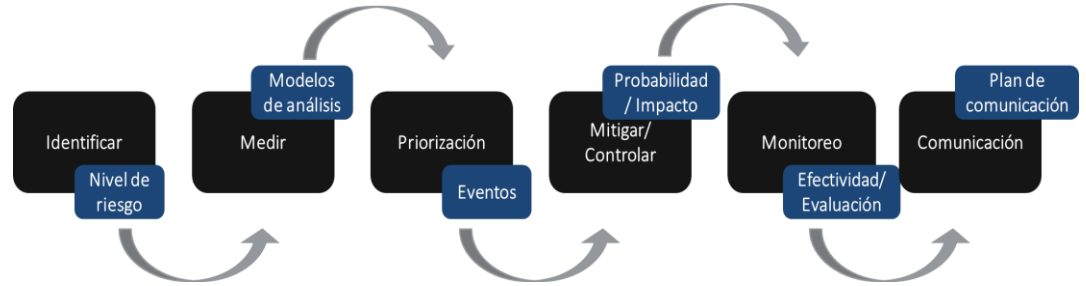 Identificar
Nivel de
riesgo
Medir
Modelos
de análisis
Priorización
Eventos
Mitigar/
Controlar
Probabilidad
/ Impacto
Monitoreo
Efectividad/
Evaluación
Comunicación
Plan de
comunicación